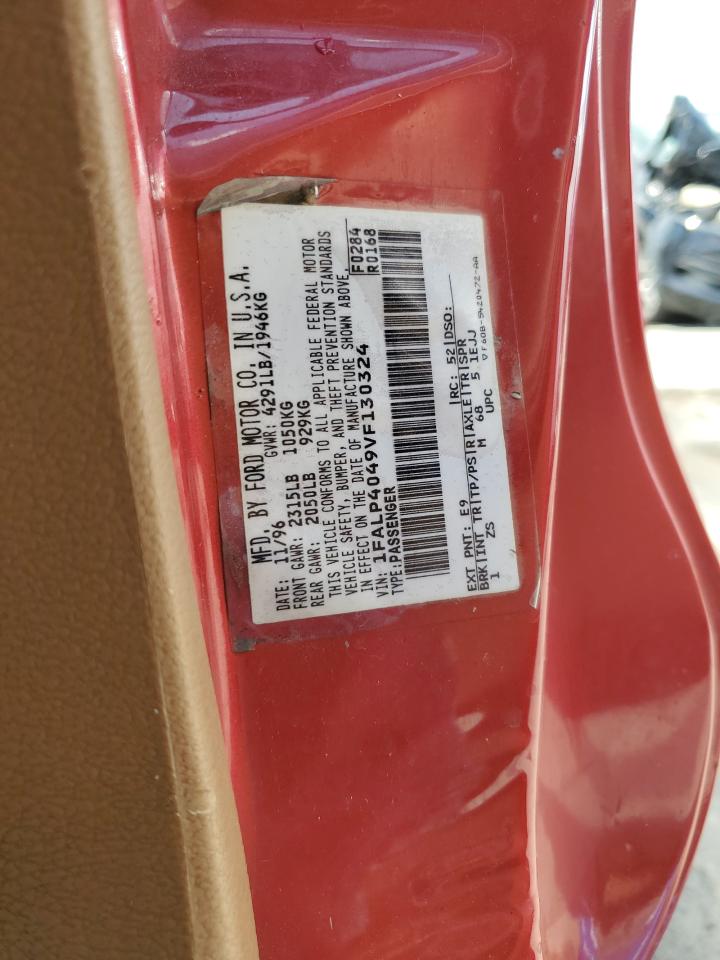 MFD. BY FORD MOTOR CO. IN U.S.A.
DATE: 11/96 GVWR: 4291LB/1946KG
FRONT GAWR: 2315LB 1050KG
REAR GAWR: 2050LB 929KG
THIS VEHICLE CONFORMS TO ALL APPLICABLE FEDERAL MOTOR
VEHICLE SAFETY, BUMPER, AND THEFT PREVENTION STANDARDS
IN EFFECT ON THE DATE OF MANUFACTURE SHOWN ABOVE.
VIN: 1FALP4049VF130324 F0284
TYPE: PASSENGER R0168
EXT PNT: E9 RC: 52 DSO:
BRK INT TR TP/PS R AXLE TR SPR
1 ZS M 68 5 1EJJ
UPC